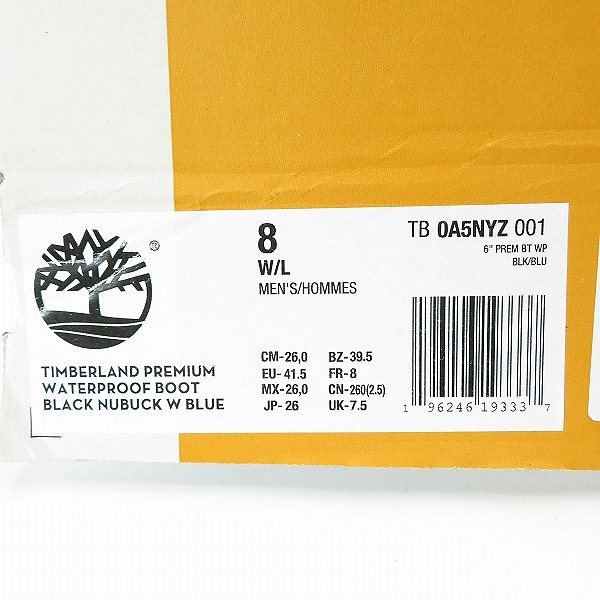 ®
TIMBERLAND PREMIUM
WATERPROOF BOOT
BLACK NUBUCK W BLUE
8
W/L
MEN'S/HOMMES
CM-26,0 BZ-39.5
EU-41.5 FR-8
MX-26,0 CN-260(2.5)
JP-26 UK-7.5
TB 0A5NYZ 001
6" PREM BT WP
BLK/BLU
1 96246 19333 7